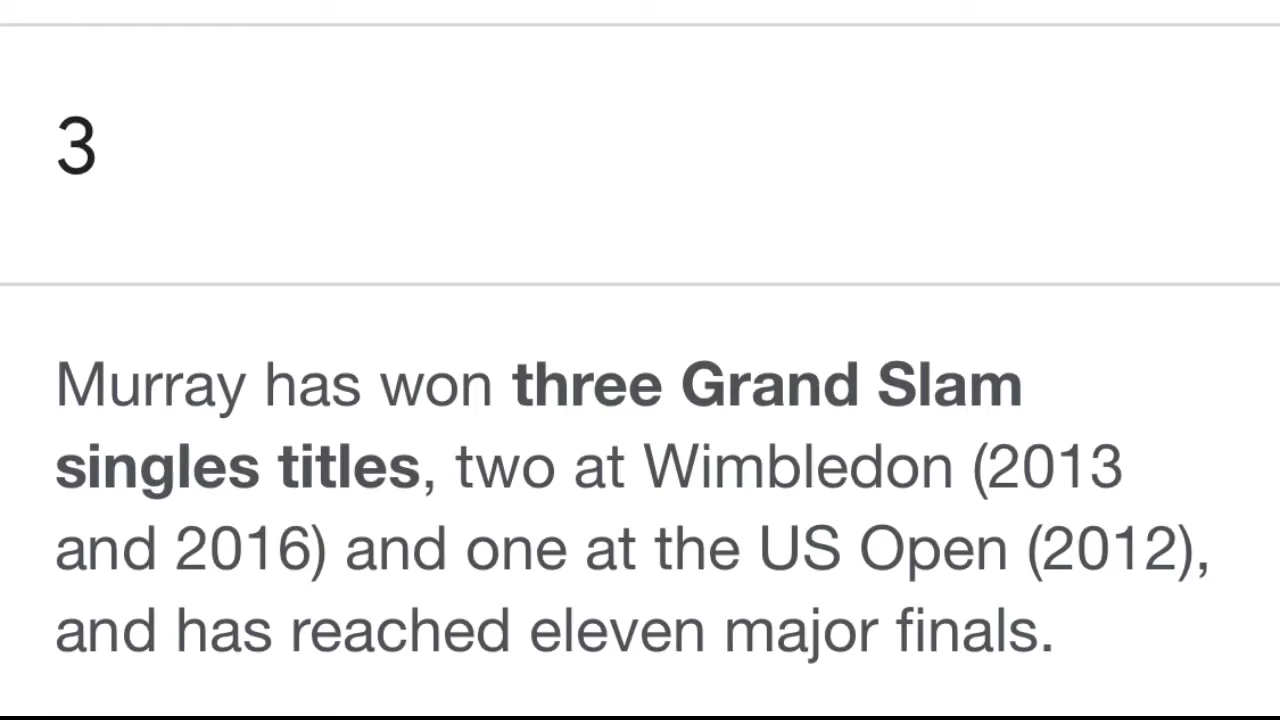 3
Murray has won three Grand Slam
singles titles, two at Wimbledon (2013
and 2016) and one at the US Open (2012),
and has reached eleven major finals.